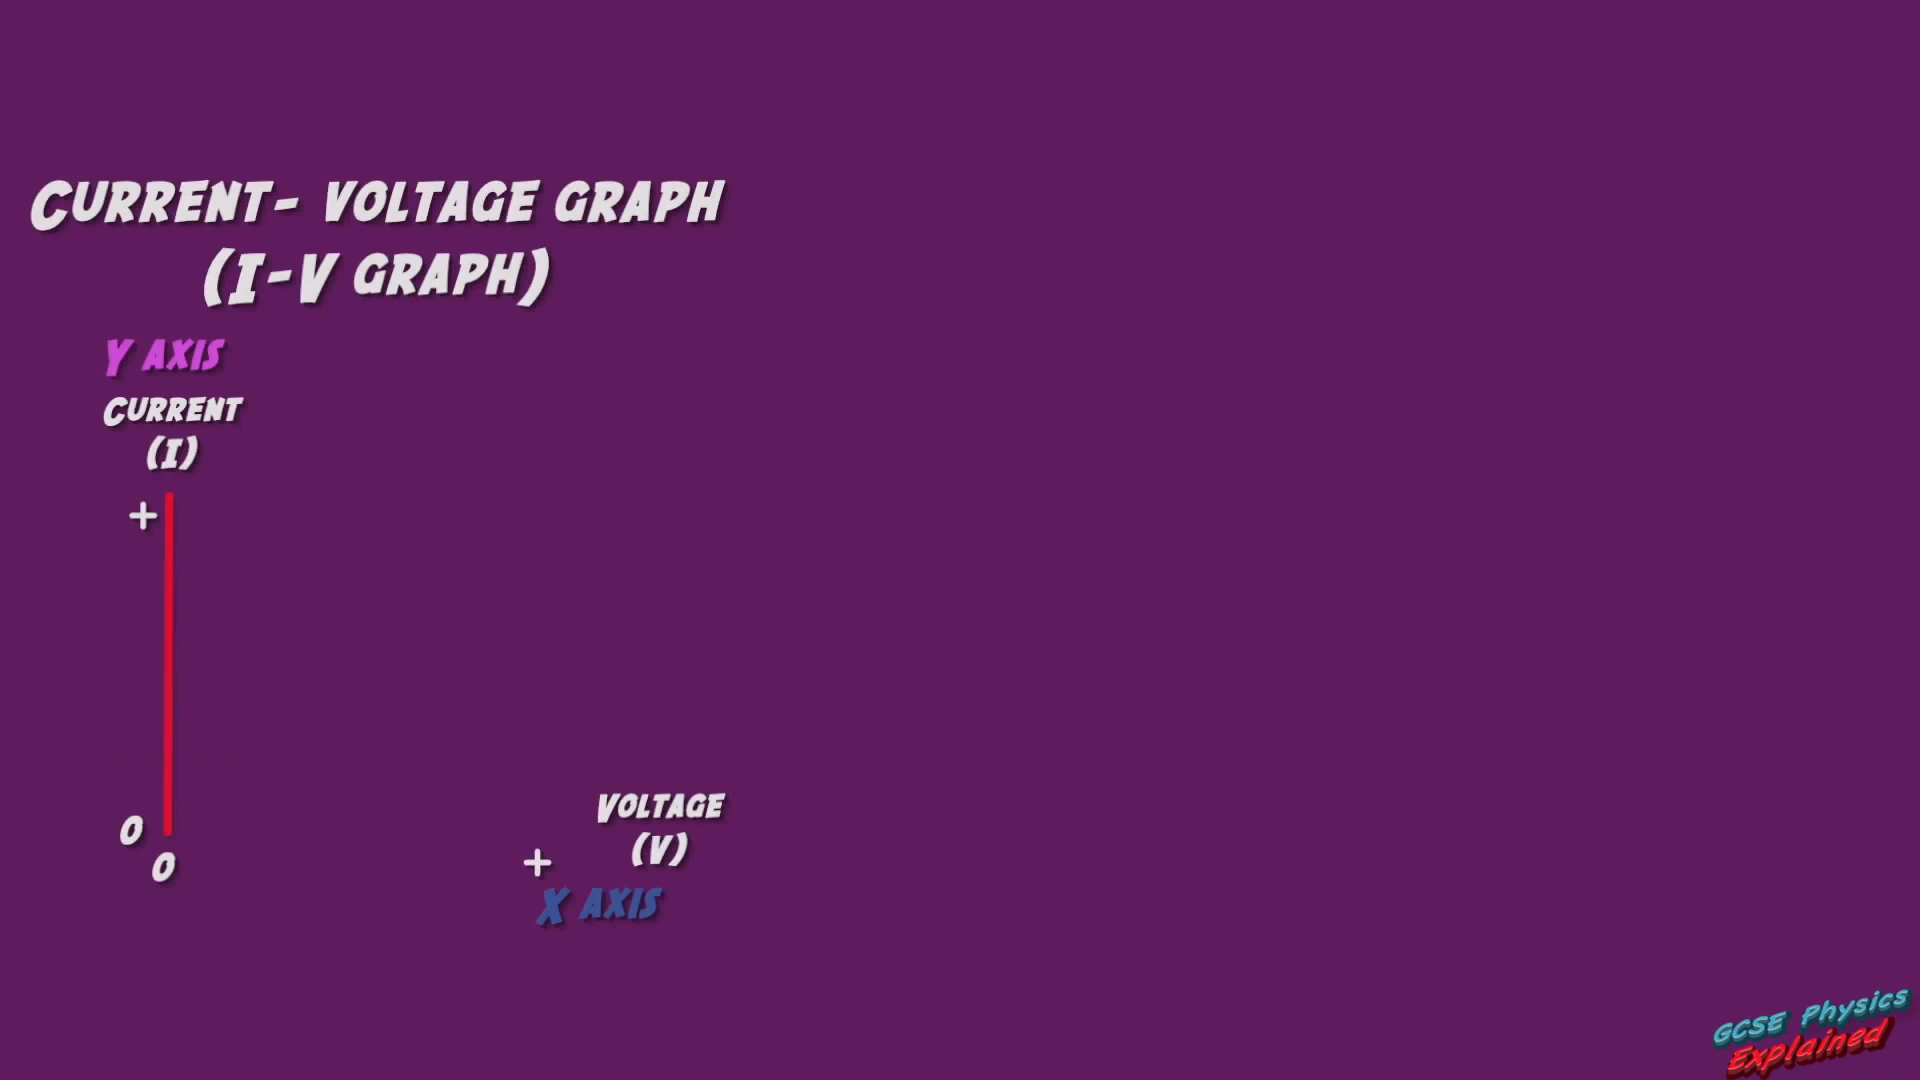 Current- voltage graph
(I-V graph)
Y axis
Current
(I)
+
0
0
Voltage
(V)
+
X axis
GCSE Physics
Explained